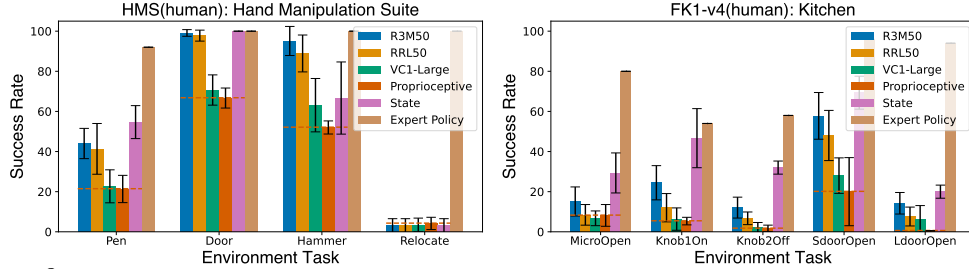 HMS(human): Hand Manipulation Suite
Success Rate
100
80
60
40
20
0
R3M50
RRL50
VC1-Large
Proprioceptive
State
Expert Policy
Pen Door Hammer Relocate
Environment Task
FK1-v4(human): Kitchen
Success Rate
100
80
60
40
20
0
R3M50
RRL50
VC1-Large
Proprioceptive
State
Expert Policy
MicroOpen Knob1On Knob2Off SdoorOpen LdoorOpen
Environment Task